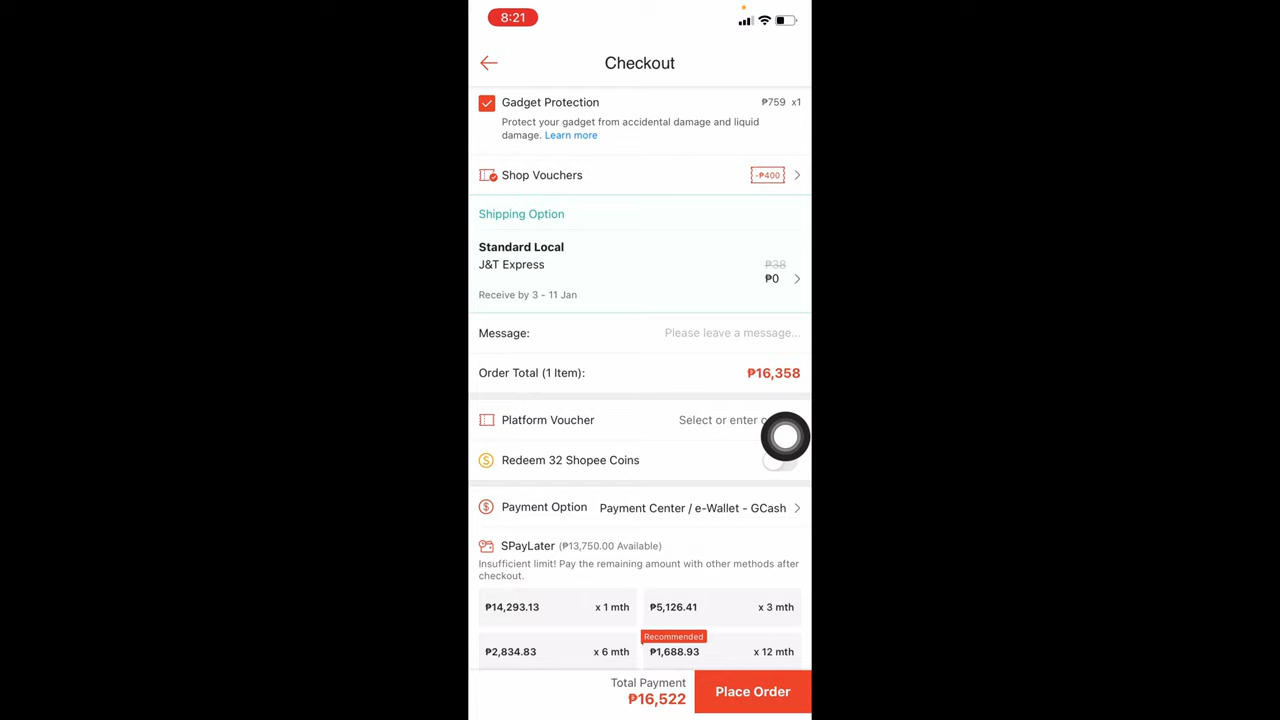 8:21
Checkout
Gadget Protection ₱759 x1
Protect your gadget from accidental damage and liquid
damage. Learn more
Shop Vouchers -₱400
Shipping Option
Standard Local
J&T Express ₱38
₱0
Receive by 3 - 11 Jan
Message: Please leave a message...
Order Total (1 Item): ₱16,358
Platform Voucher Select or enter
Redeem 32 Shopee Coins
Payment Option Payment Center / e-Wallet - GCash
SPayLater (₱13,750.00 Available)
Insufficient limit! Pay the remaining amount with other methods after
checkout.
₱14,293.13 x 1 mth ₱5,126.41 x 3 mth
Recommended
₱2,834.83 x 6 mth ₱1,688.93 x 12 mth
Total Payment
₱16,522
Place Order